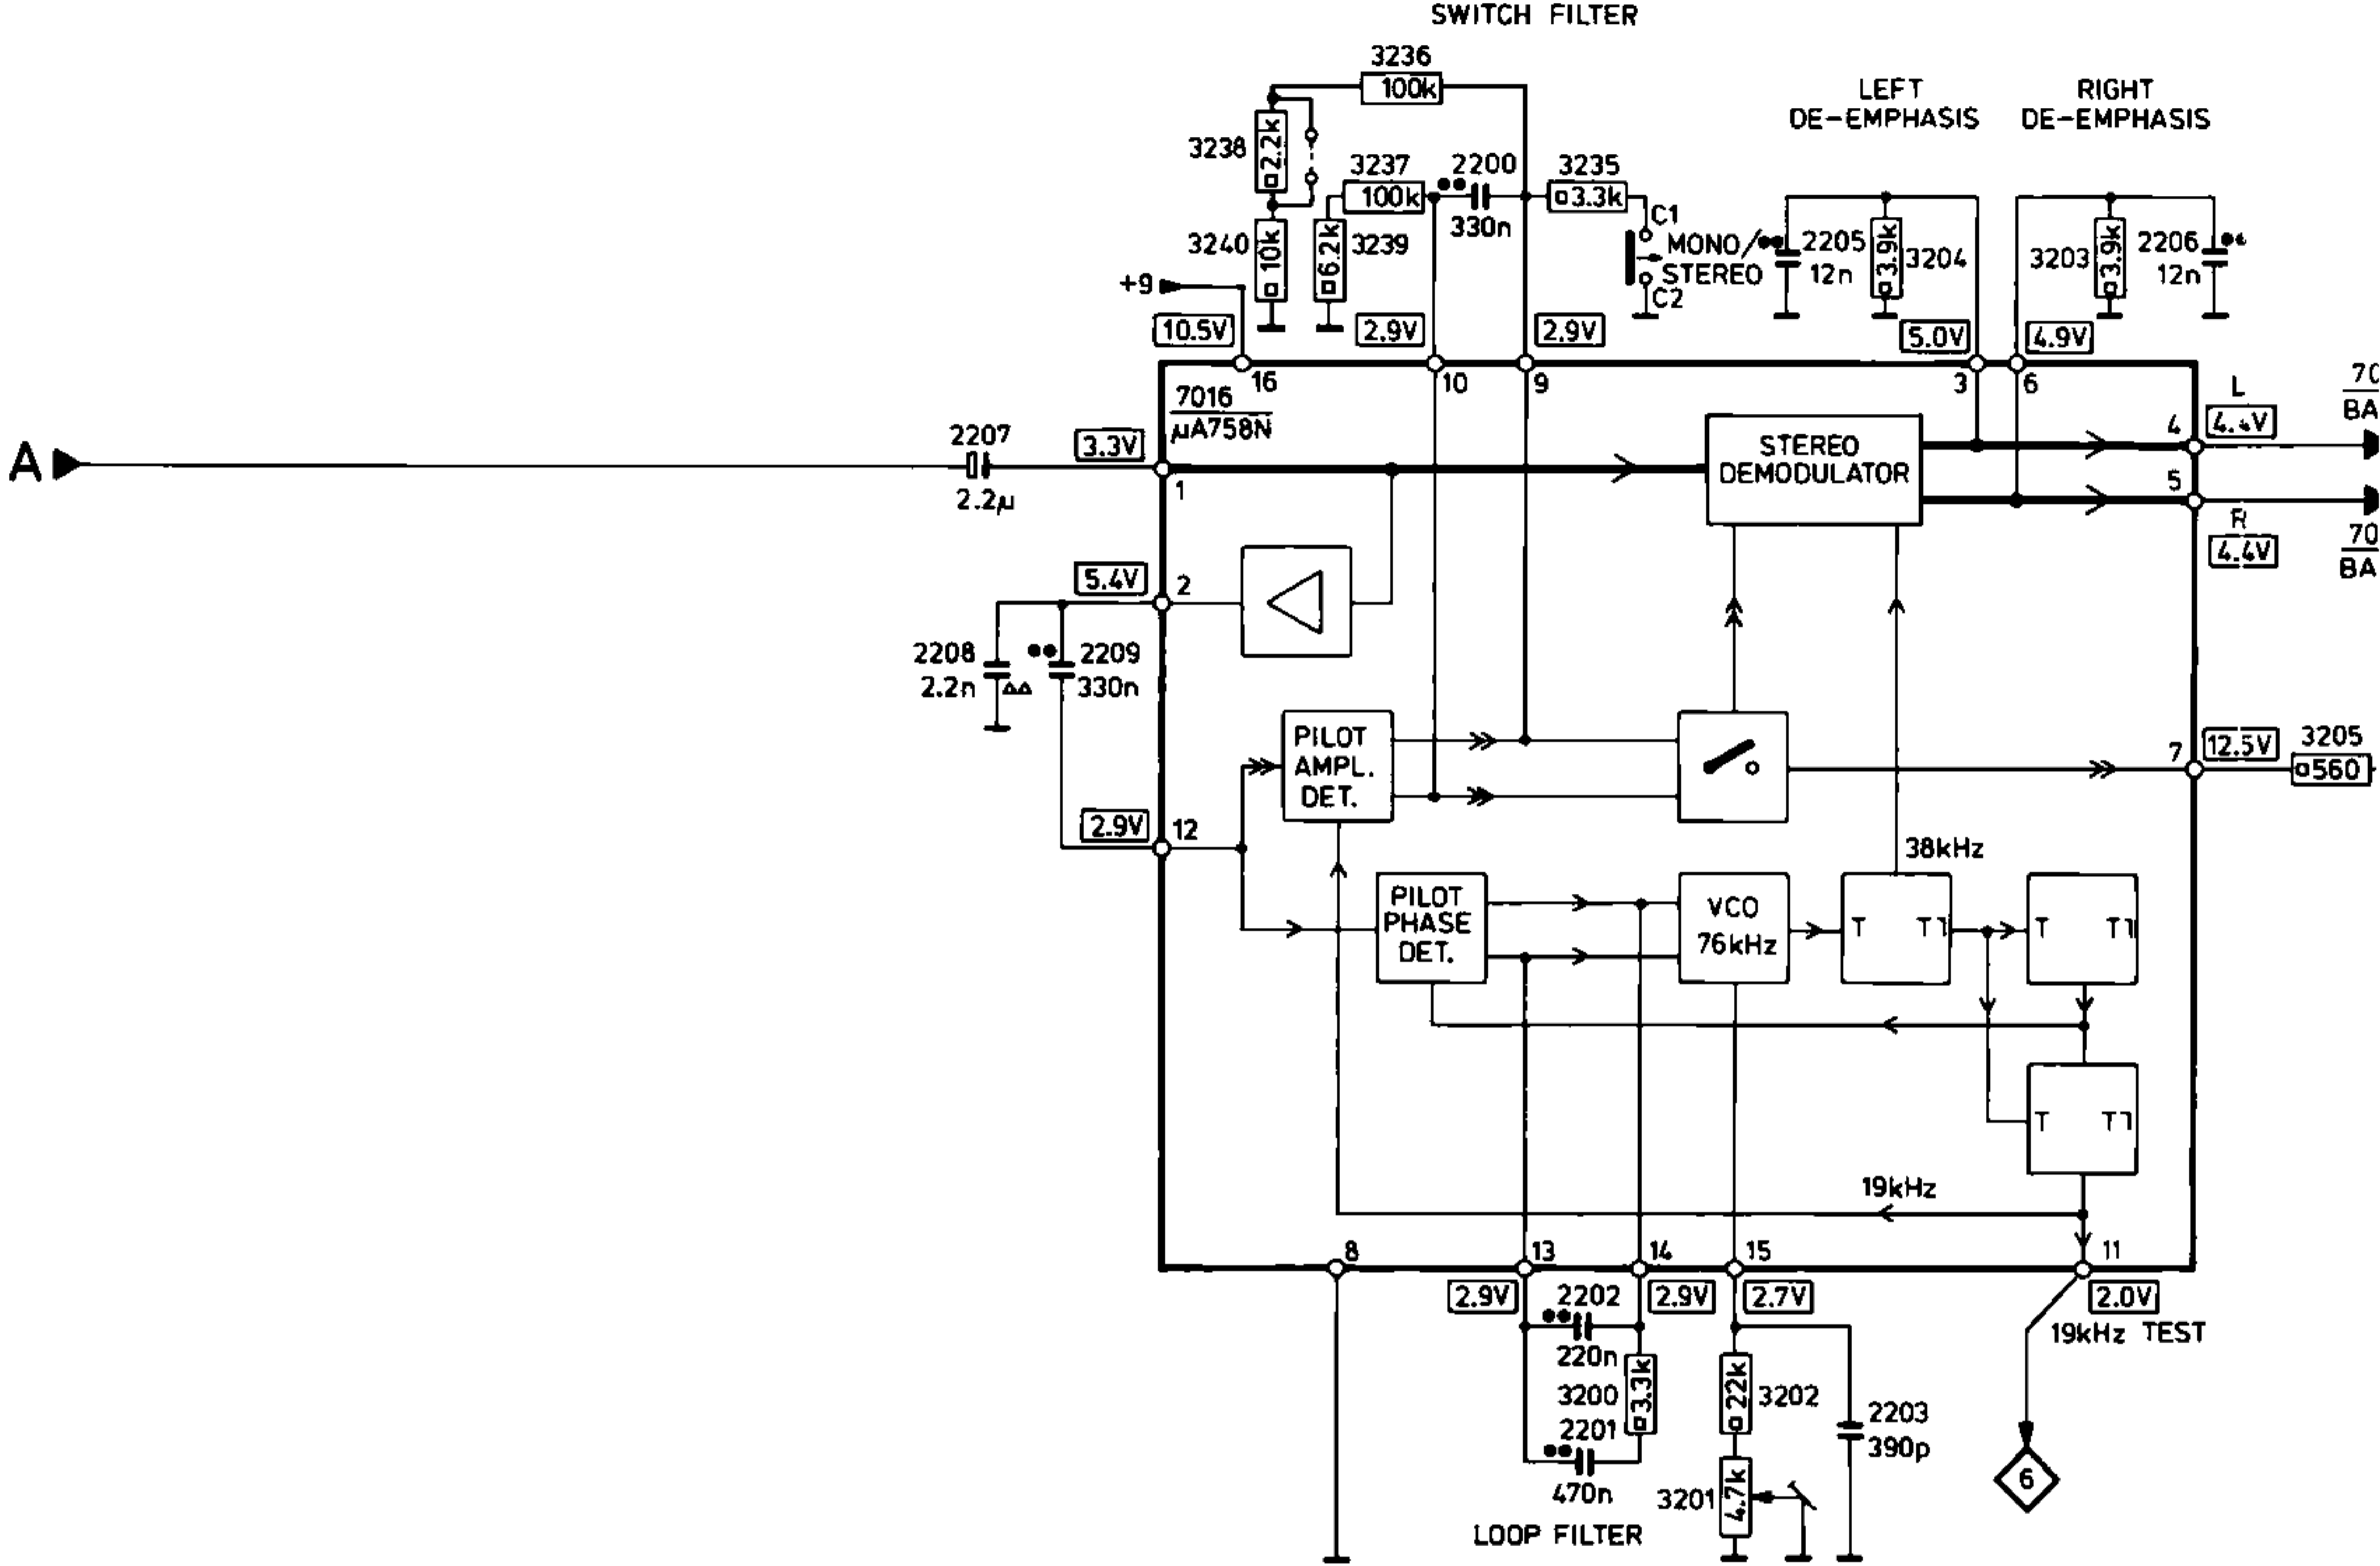 SWITCH FILTER
3236
100k
LEFT
DE-EMPHASIS
RIGHT
DE-EMPHASIS
3238
2.2k
3237
100k
2200
330n
3235
3.3k
C1
MONO/
STEREO
C2
3240
10k
6.2k
3239
2205
12n
3.9k
3204
3203
3.9k
2206
12n
+9
10.5V
2.9V
2.9V
5.0V
4.9V
16
10
9
3
6
7016
µA758N
L
4.4V
70
BA
A
2207
2.2µ
3.3V
1
STEREO
DEMODULATOR
4
5
R
4.4V
70
BA
5.4V
2
2208
2.2n
2209
330n
PILOT
AMPL.
DET.
7
12.5V
3205
560
2.9V
12
38kHz
PILOT
PHASE
DET.
VCO
76kHz
T T1
T T1
T T1
19kHz
8
13
14
15
11
2.9V
2202
220n
2.9V
2.7V
2.0V
19kHz TEST
3200
3.3k
2201
470n
22k
3202
2203
390p
3201
4.7k
6
LOOP FILTER